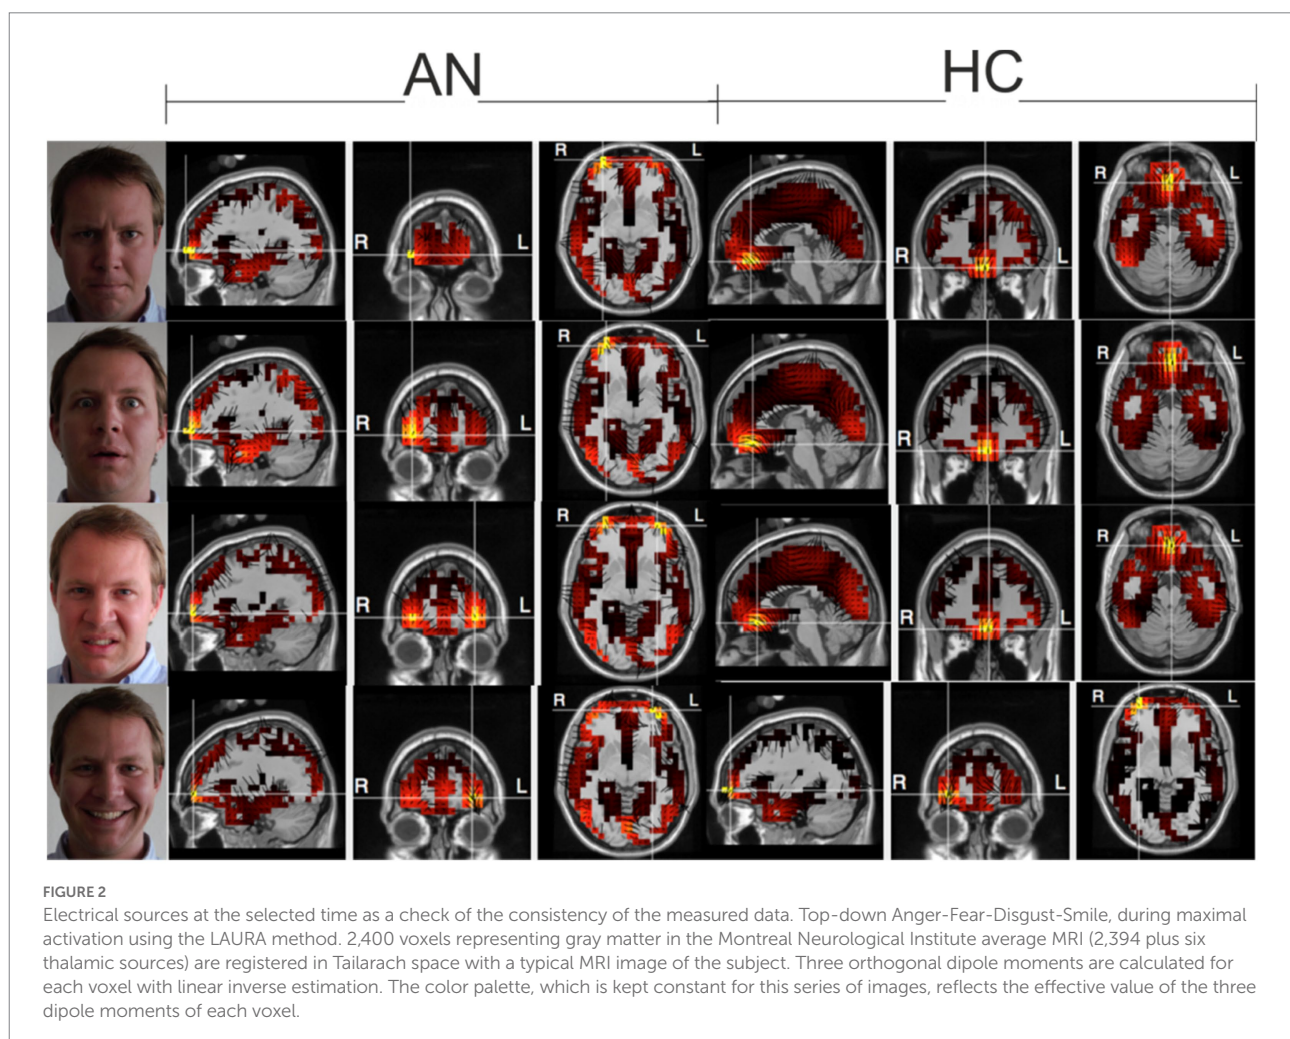 AN HC
R L R L R L
R L
R L R L R L
R L
R L R L R L
R L
R L R L R L
R L
FIGURE 2
Electrical sources at the selected time as a check of the consistency of the measured data. Top-down Anger-Fear-Disgust-Smile, during maximal
activation using the LAURA method. 2,400 voxels representing gray matter in the Montreal Neurological Institute average MRI (2,394 plus six
thalamic sources) are registered in Tailarach space with a typical MRI image of the subject. Three orthogonal dipole moments are calculated for
each voxel with linear inverse estimation. The color palette, which is kept constant for this series of images, reflects the effective value of the three
dipole moments of each voxel.